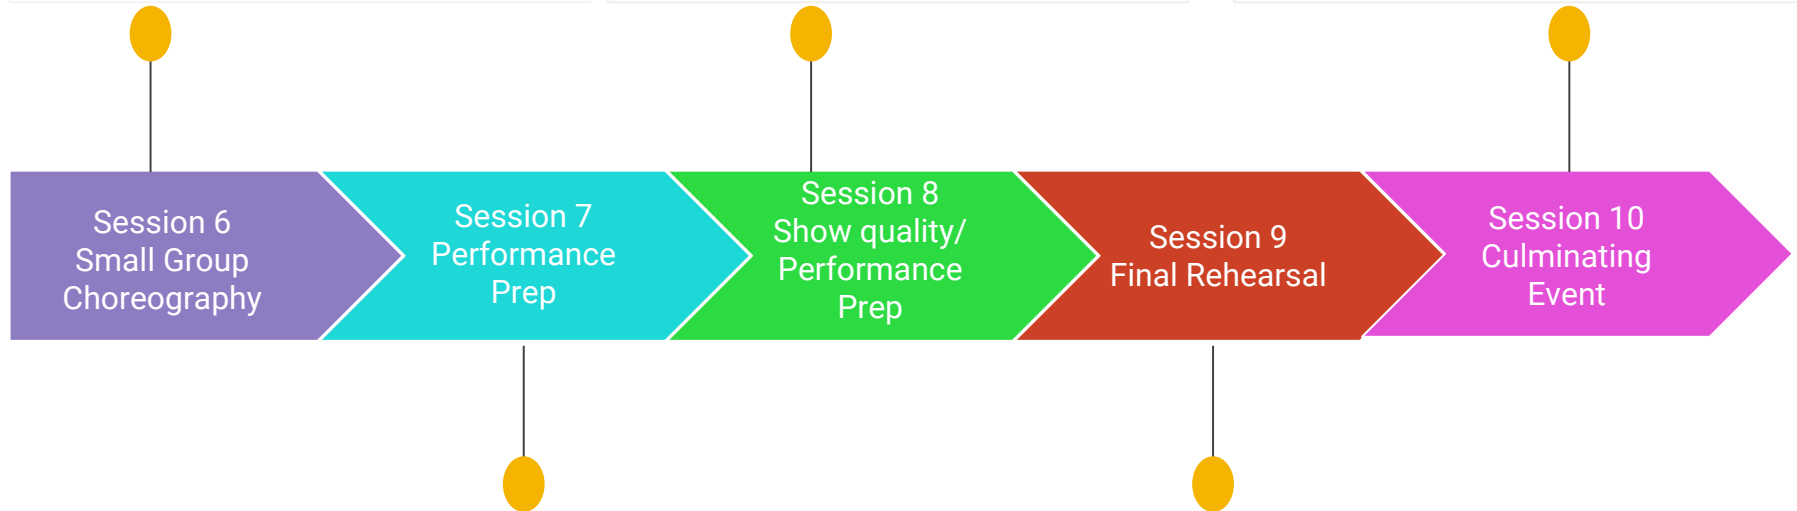 Session 6
Small Group
Choreography
Session 7
Performance
Prep
Session 8
Show quality/
Performance
Prep
Session 9
Final Rehearsal
Session 10
Culminating
Event